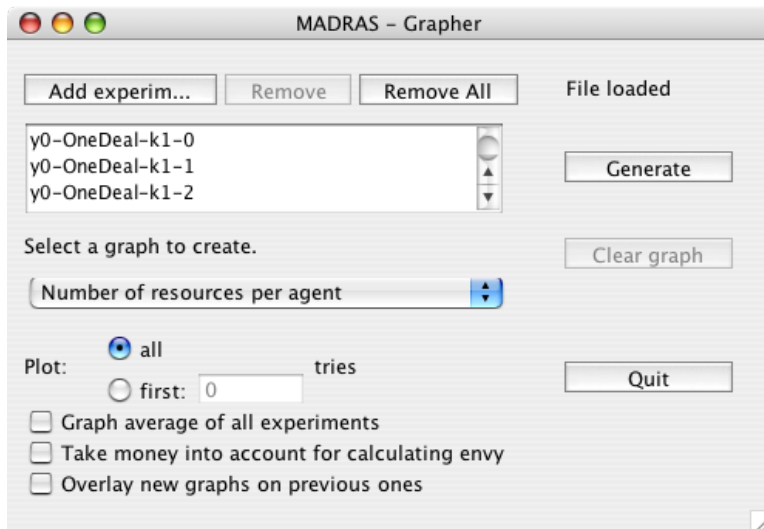 MADRAS – Grapher
Add experim... Remove Remove All File loaded
y0-OneDeal-k1-0
y0-OneDeal-k1-1
y0-OneDeal-k1-2
Generate
Select a graph to create.
Clear graph
Number of resources per agent
Plot: all tries
first: 0
Quit
Graph average of all experiments
Take money into account for calculating envy
Overlay new graphs on previous ones